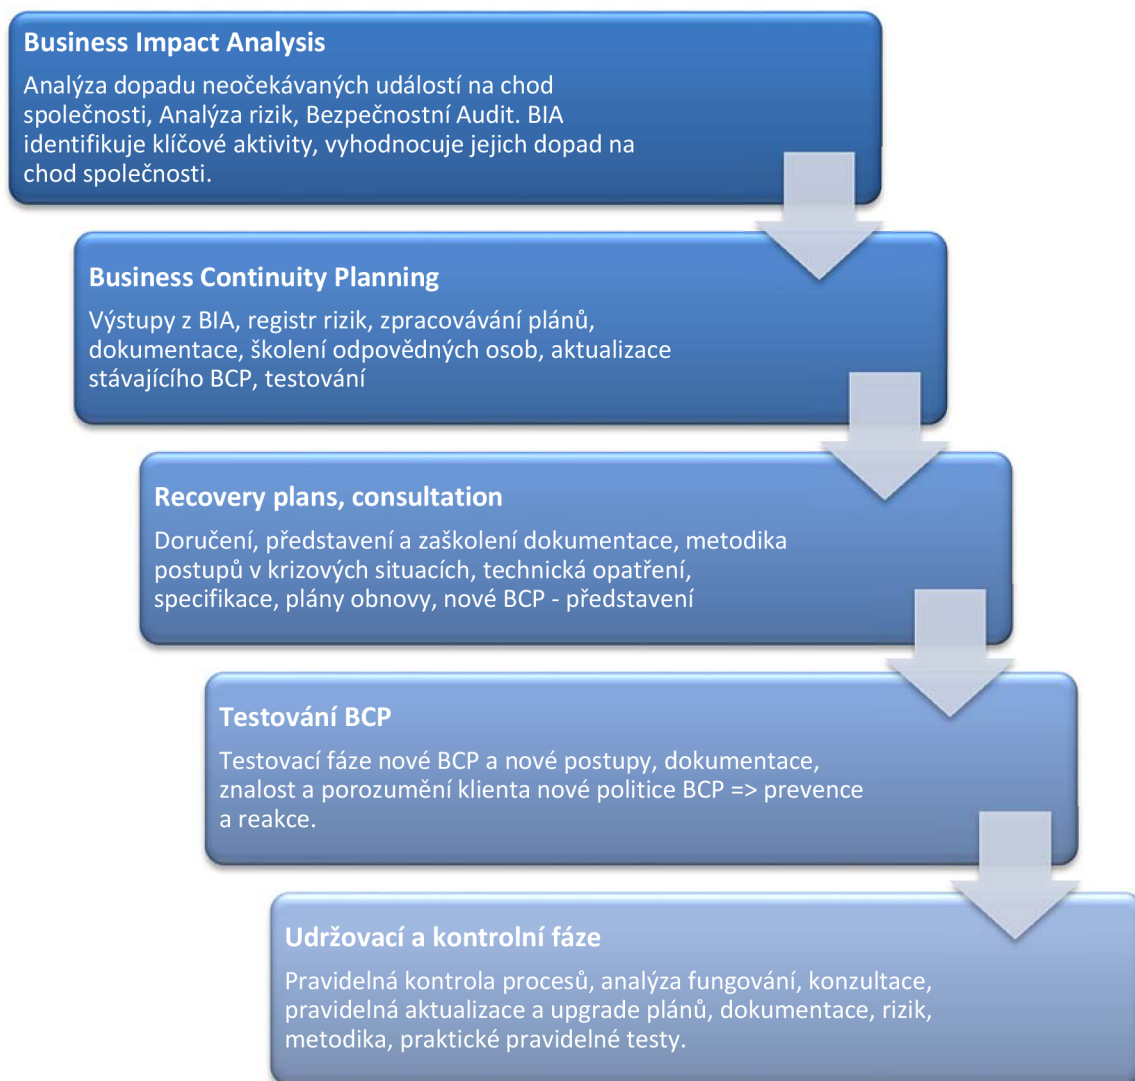 Business Impact Analysis
Analýza dopadu neočekávaných událostí na chod
společnosti, Analýza rizik, Bezpečnostní Audit. BIA
identifikuje klíčové aktivity, vyhodnocuje jejich dopad na
chod společnosti.
Business Continuity Planning
Výstupy z BIA, registr rizik, zpracovávání plánů,
dokumentace, školení odpovědných osob, aktualizace
stávajícího BCP, testování
Recovery plans, consultation
Doručení, představení a zaškolení dokumentace, metodika
postupů v krizových situacích, technická opatření,
specifikace, plány obnovy, nové BCP - představení
Testování BCP
Testovací fáze nové BCP a nové postupy, dokumentace,
znalost a porozumění klienta nové politice BCP => prevence
a reakce.
Udržovací a kontrolní fáze
Pravidelná kontrola procesů, analýza fungování, konzultace,
pravidelná aktualizace a upgrade plánů, dokumentace, rizik,
metodika, praktické pravidelné testy.